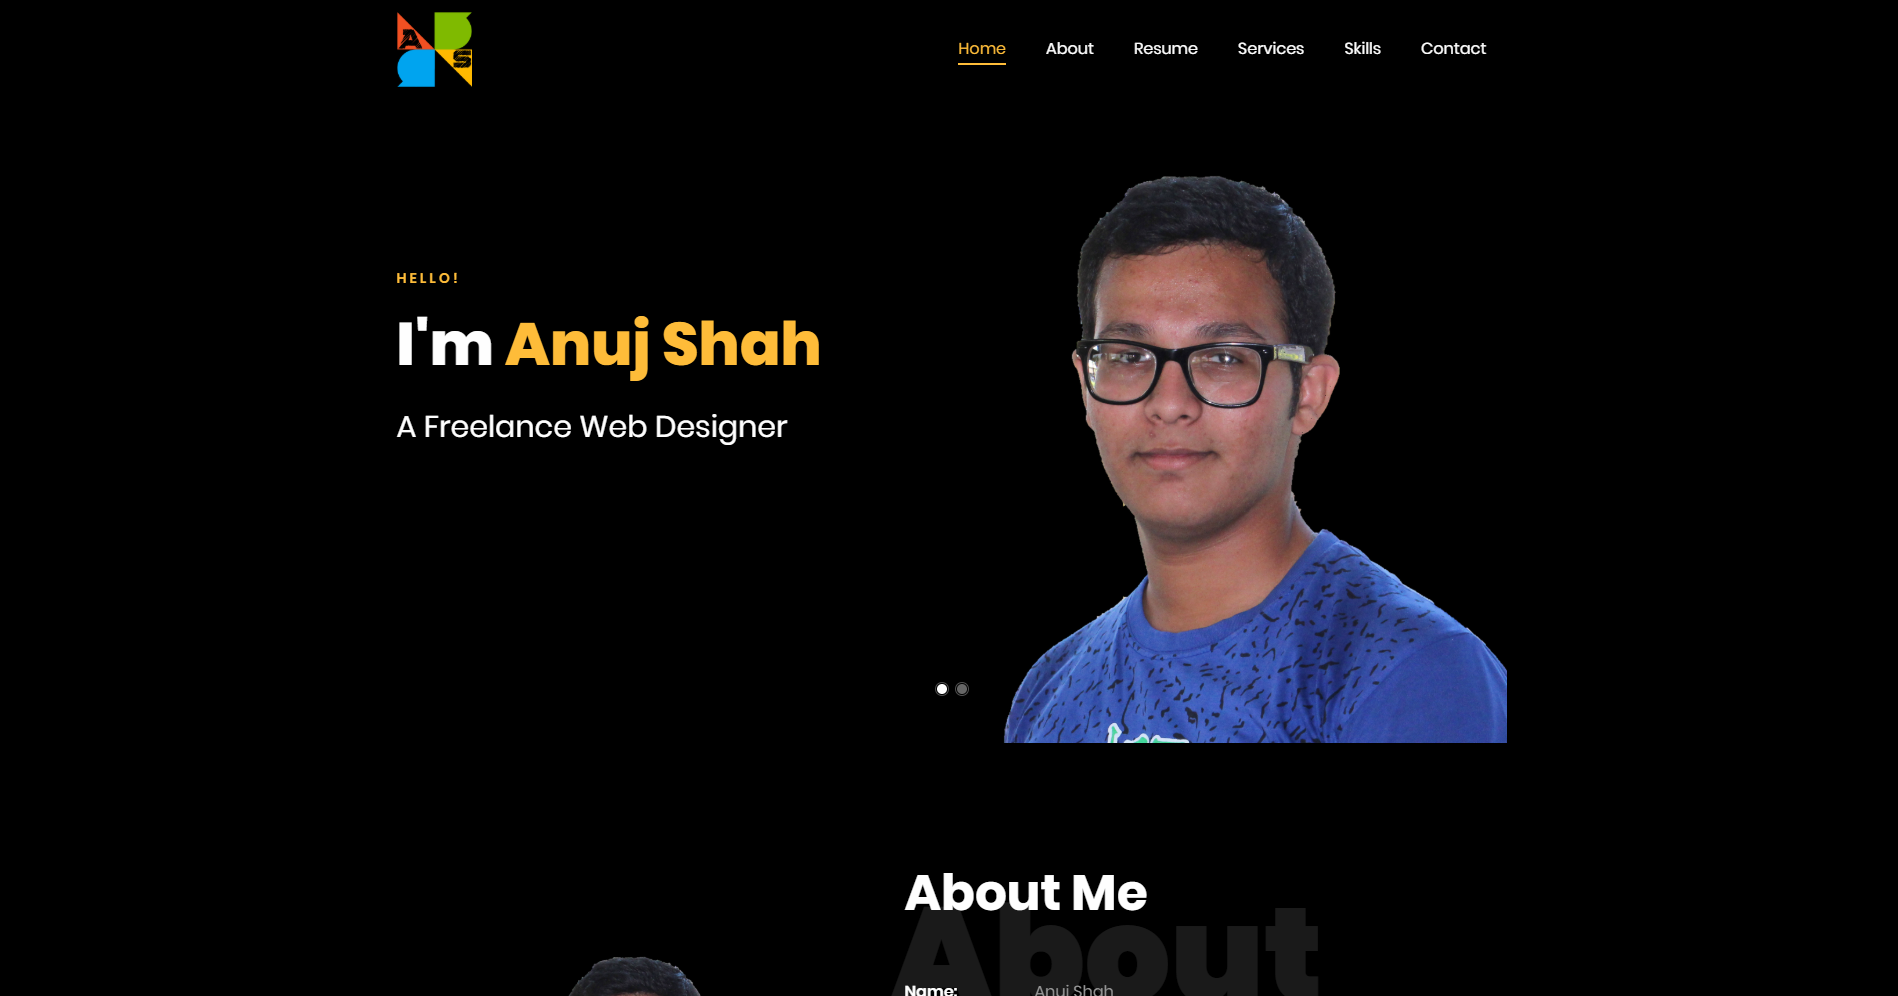 A
S
Home About Resume Services Skills Contact
HELLO!
I'm Anuj Shah
A Freelance Web Designer
About Me
About
Name: Anuj Shah